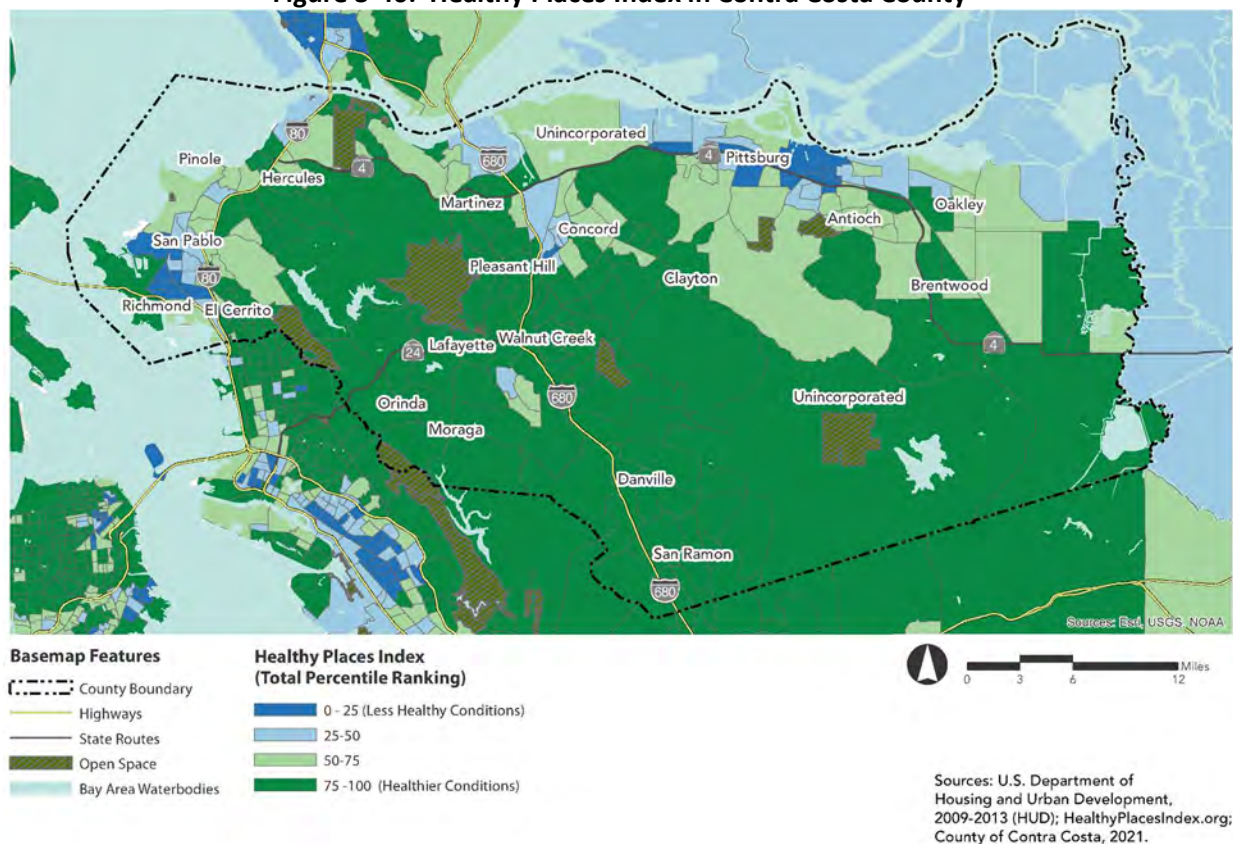 Figure 3-40: Healthy Places Index in Contra Costa County
80
Unincorporated
Pinole
4
680
4
Pittsburg
Hercules
Martinez
Oakley
Antioch
San Pablo
Concord
80
Pleasant Hill
Clayton
Brentwood
Richmond
El Cerrito
Walnut Creek
Lafayette
24
4
Orinda
680
Unincorporated
Moraga
Danville
San Ramon
680
Sources: Esri, USGS, NOAA
Basemap Features
County Boundary
Highways
State Routes
Open Space
Bay Area Waterbodies
Healthy Places Index
(Total Percentile Ranking)
0 - 25 (Less Healthy Conditions)
25-50
50-75
75 -100 (Healthier Conditions)
Miles
0 3 6 12
Sources: U.S. Department of
Housing and Urban Development,
2009-2013 (HUD); HealthyPlacesIndex.org;
County of Contra Costa, 2021.